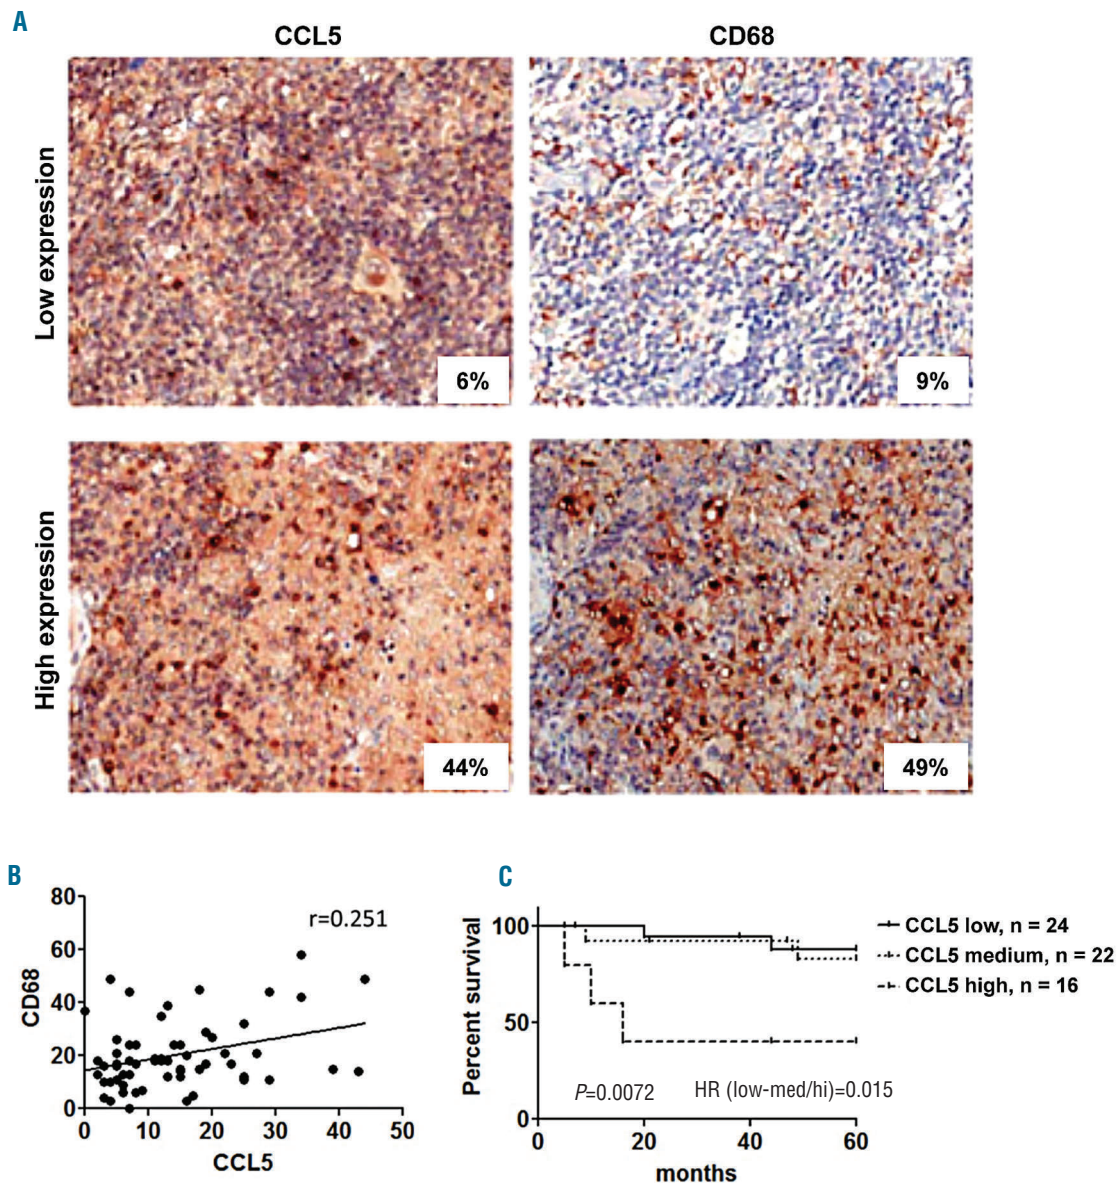 A
CCL5
CD68
Low expression
6%
9%
High expression
44%
49%
B
80
60
40
20
0
CD68
r=0.251
0
10
20
30
40
50
CCL5
C
100
50
0
Percent survival
CCL5 low, n = 24
CCL5 medium, n = 22
CCL5 high, n = 16
P=0.0072
HR (low-med/hi)=0.015
0
20
40
60
months